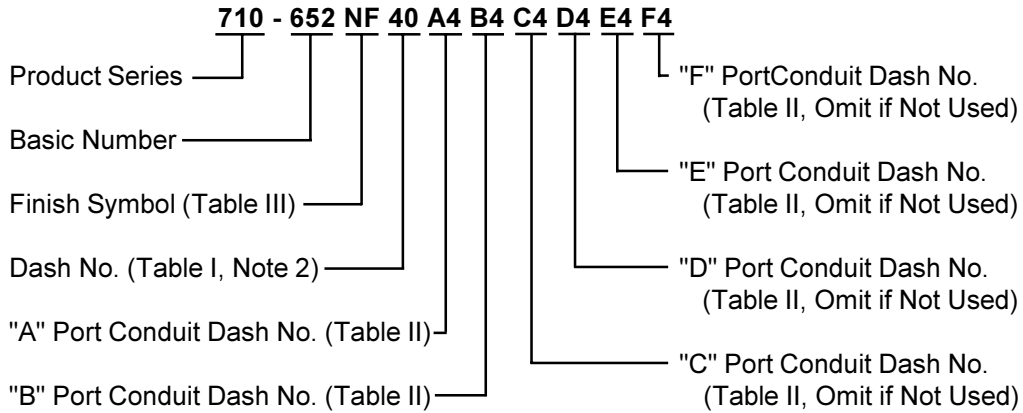 710 - 652 NF 40 A4 B4 C4 D4 E4 F4
Product Series
Basic Number
Finish Symbol (Table III)
Dash No. (Table I, Note 2)
"A" Port Conduit Dash No. (Table II)
"B" Port Conduit Dash No. (Table II)
"F" PortConduit Dash No.
(Table II, Omit if Not Used)
"E" Port Conduit Dash No.
(Table II, Omit if Not Used)
"D" Port Conduit Dash No.
(Table II, Omit if Not Used)
"C" Port Conduit Dash No.
(Table II, Omit if Not Used)